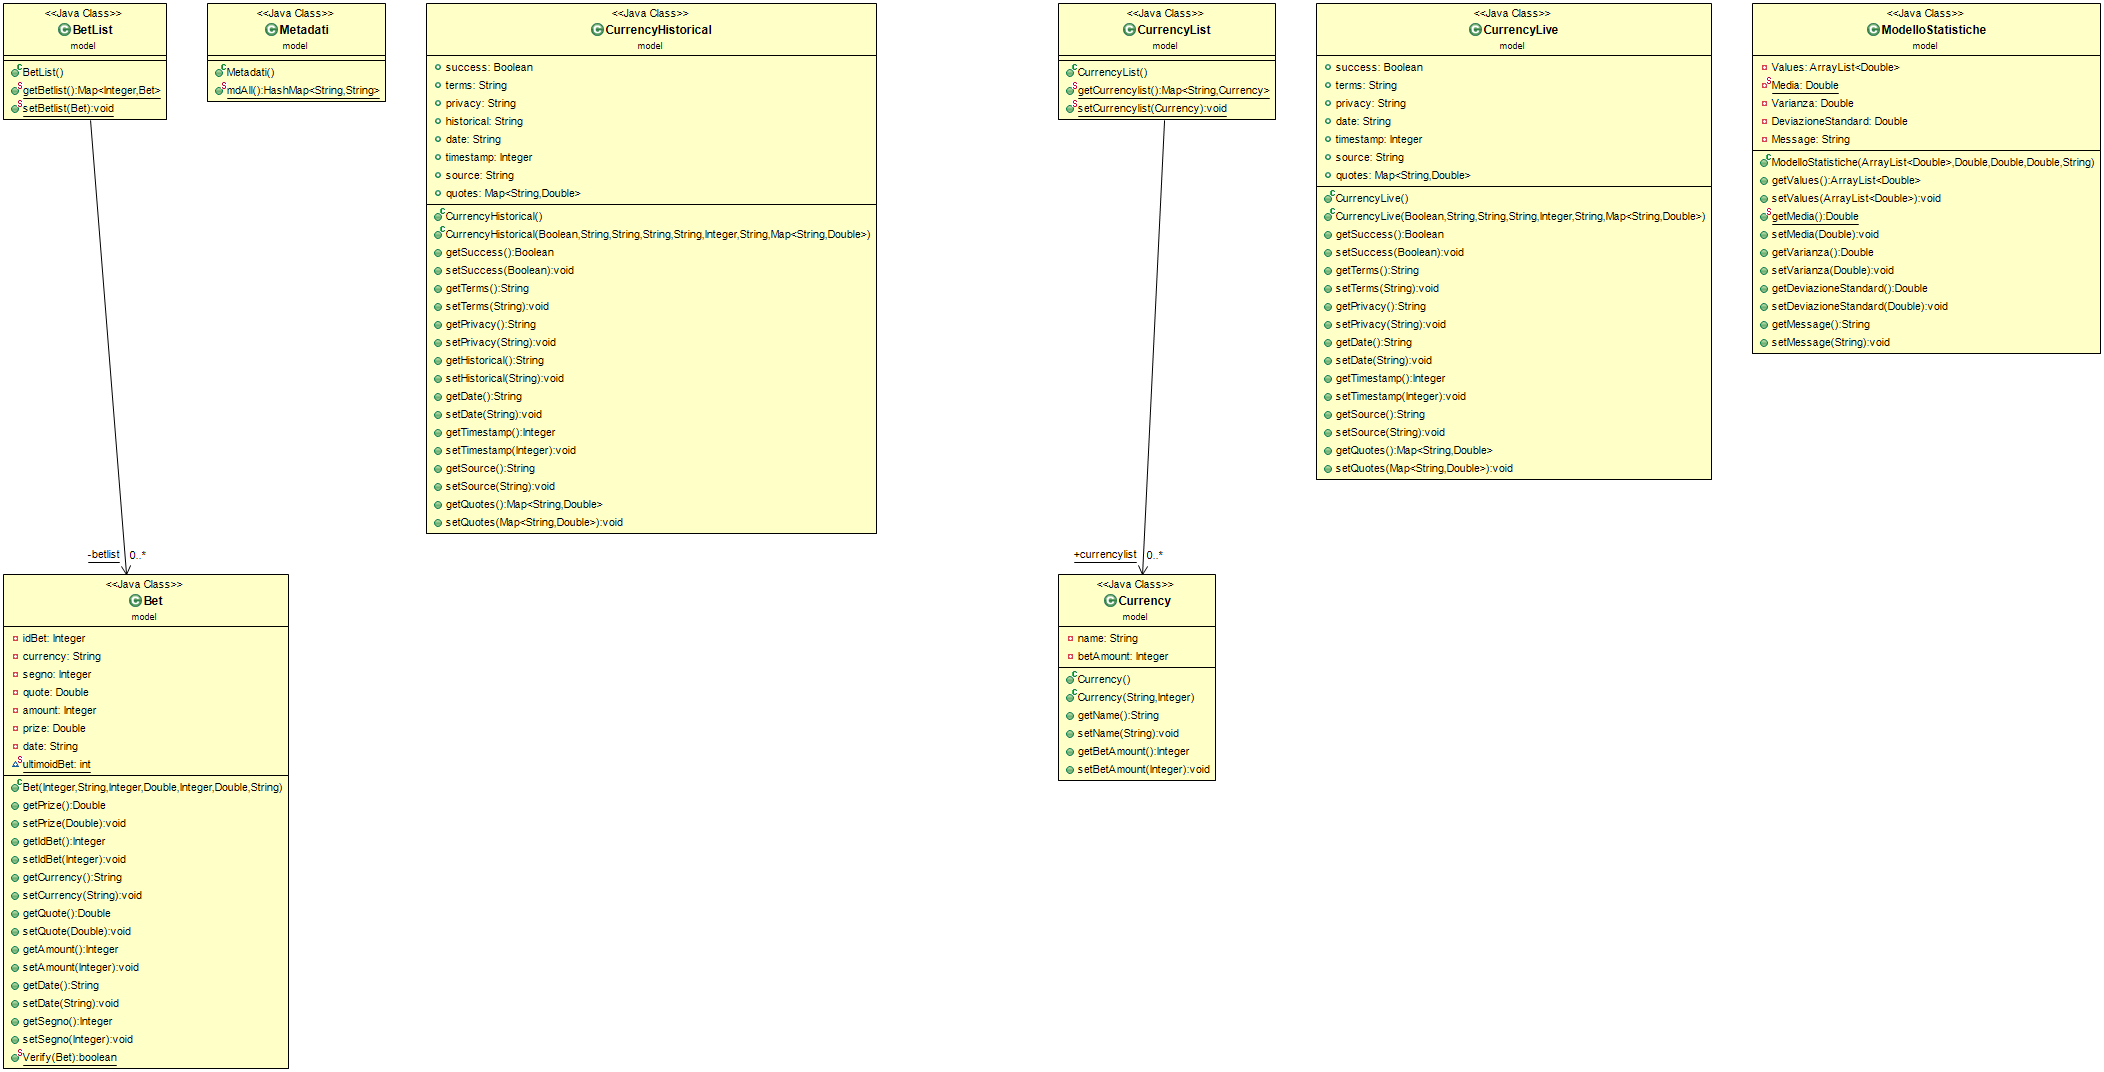 <<Java Class>>
BetList
model
BetList()
getBetlist():Map<Integer,Bet>
setBetlist(Bet):void
<<Java Class>>
Metadati
model
Metadati()
mdAll():HashMap<String,String>
<<Java Class>>
CurrencyHistorical
model
success: Boolean
terms: String
privacy: String
historical: String
date: String
timestamp: Integer
source: String
quotes: Map<String,Double>
CurrencyHistorical()
CurrencyHistorical(Boolean,String,String,String,String,Integer,String,Map<String,Double>)
getSuccess():Boolean
setSuccess(Boolean):void
getTerms():String
setTerms(String):void
getPrivacy():String
setPrivacy(String):void
getHistorical():String
setHistorical(String):void
getDate():String
setDate(String):void
getTimestamp():Integer
setTimestamp(Integer):void
getSource():String
setSource(String):void
getQuotes():Map<String,Double>
setQuotes(Map<String,Double>):void
<<Java Class>>
CurrencyList
model
CurrencyList()
getCurrencylist():Map<String,Currency>
setCurrencylist(Currency):void
<<Java Class>>
CurrencyLive
model
success: Boolean
terms: String
privacy: String
date: String
timestamp: Integer
source: String
quotes: Map<String,Double>
CurrencyLive()
CurrencyLive(Boolean,String,String,String,Integer,String,Map<String,Double>)
getSuccess():Boolean
setSuccess(Boolean):void
getTerms():String
setTerms(String):void
getPrivacy():String
setPrivacy(String):void
getDate():String
setDate(String):void
getTimestamp():Integer
setTimestamp(Integer):void
getSource():String
setSource(String):void
getQuotes():Map<String,Double>
setQuotes(Map<String,Double>):void
<<Java Class>>
ModelloStatistiche
model
Values: ArrayList<Double>
Media: Double
Varianza: Double
DeviazioneStandard: Double
Message: String
ModelloStatistiche(ArrayList<Double>,Double,Double,Double,String)
getValues():ArrayList<Double>
setValues(ArrayList<Double>):void
getMedia():Double
setMedia(Double):void
getVarianza():Double
setVarianza(Double):void
getDeviazioneStandard():Double
setDeviazioneStandard(Double):void
getMessage():String
setMessage(String):void
-betlist 0..*
<<Java Class>>
Bet
model
idBet: Integer
currency: String
segno: Integer
quote: Double
amount: Integer
prize: Double
date: String
ultimoidBet: int
Bet(Integer,String,Integer,Double,Integer,Double,String)
getPrize():Double
setPrize(Double):void
getIdBet():Integer
setIdBet(Integer):void
getCurrency():String
setCurrency(String):void
getQuote():Double
setQuote(Double):void
getAmount():Integer
setAmount(Integer):void
getDate():String
setDate(String):void
getSegno():Integer
setSegno(Integer):void
Verify(Bet):boolean
+currencylist 0..*
<<Java Class>>
Currency
model
name: String
betAmount: Integer
Currency()
Currency(String,Integer)
getName():String
setName(String):void
getBetAmount():Integer
setBetAmount(Integer):void